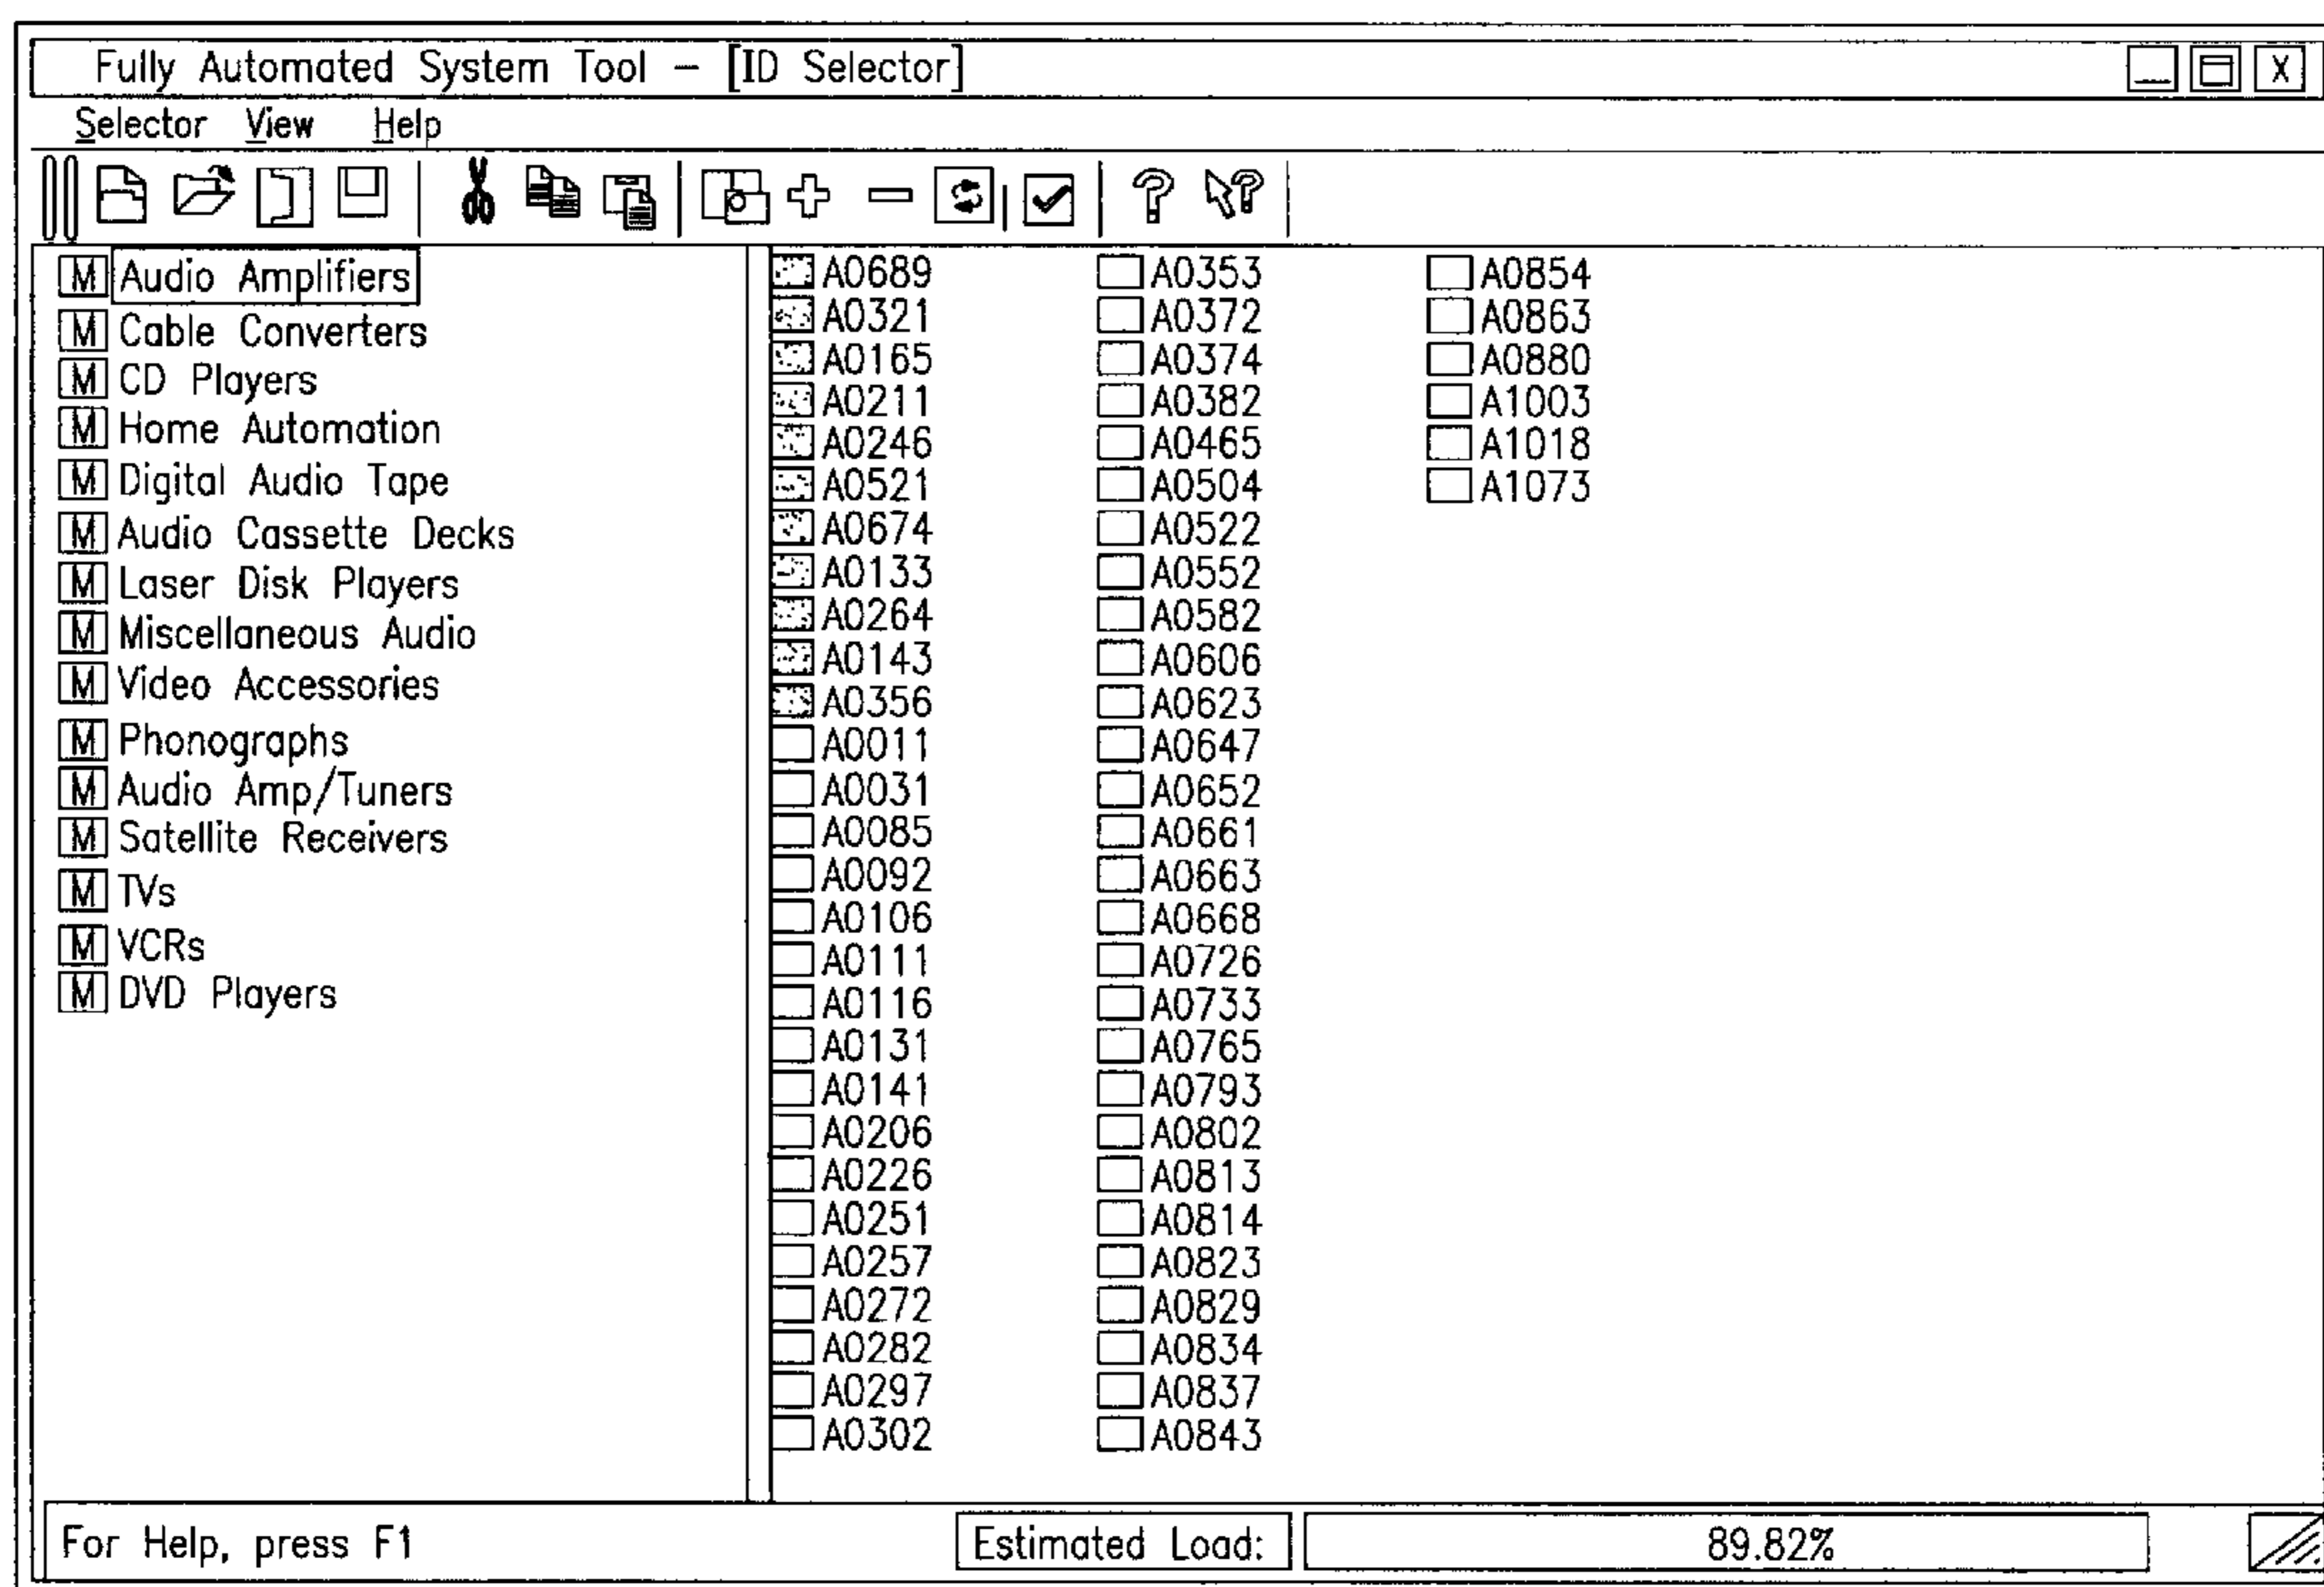 Fully Automated System Tool – [ID Selector]
X
Selector View Help
M Audio Amplifiers
M Cable Converters
M CD Players
M Home Automation
M Digital Audio Tape
M Audio Cassette Decks
M Laser Disk Players
M Miscellaneous Audio
M Video Accessories
M Phonographs
M Audio Amp/Tuners
M Satellite Receivers
M TVs
M VCRs
M DVD Players
A0689
A0321
A0165
A0211
A0246
A0521
A0674
A0133
A0264
A0143
A0356
A0011
A0031
A0085
A0092
A0106
A0111
A0116
A0131
A0141
A0206
A0226
A0251
A0257
A0272
A0282
A0297
A0302
A0353
A0372
A0374
A0382
A0465
A0504
A0522
A0552
A0582
A0606
A0623
A0647
A0652
A0661
A0663
A0668
A0726
A0733
A0765
A0793
A0802
A0813
A0814
A0823
A0829
A0834
A0837
A0843
A0854
A0863
A0880
A1003
A1018
A1073
For Help, press F1
Estimated Load:
89.82%